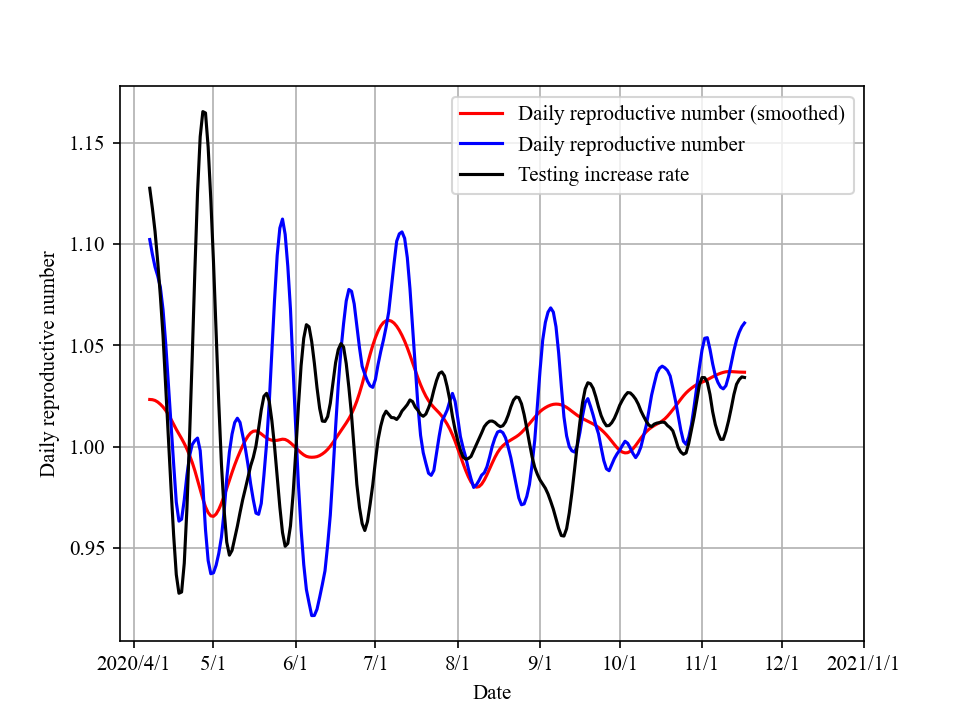 Daily reproductive number (smoothed)
Daily reproductive number
Testing increase rate
1.15
1.10
1.05
1.00
0.95
Daily reproductive number
2020/4/1 5/1 6/1 7/1 8/1 9/1 10/1 11/1 12/1 2021/1/1
Date